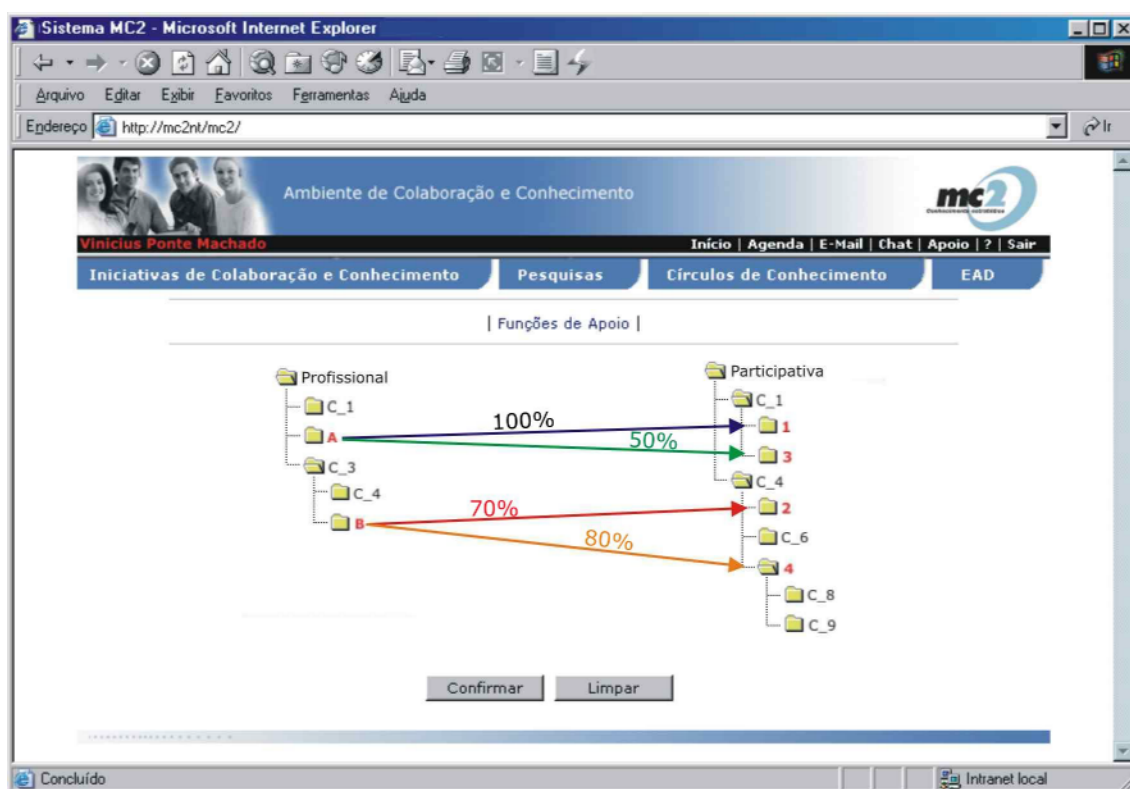 Sistema MC2 - Microsoft Internet Explorer
Arquivo Editar Exibir Favoritos Ferramentas Ajuda
Endereço http://mc2nt/mc2/ Ir
Ambiente de Colaboração e Conhecimento
mc2
Vinicius Ponte Machado
Início | Agenda | E-Mail | Chat | Apoio | ? | Sair
Iniciativas de Colaboração e Conhecimento Pesquisas Círculos de Conhecimento EAD
| Funções de Apoio |
Profissional
C_1
A
C_3
C_4
B
100%
50%
70%
80%
Participativa
C_1
1
3
C_4
2
C_6
4
C_8
C_9
Confirmar Limpar
Concluído Intranet local